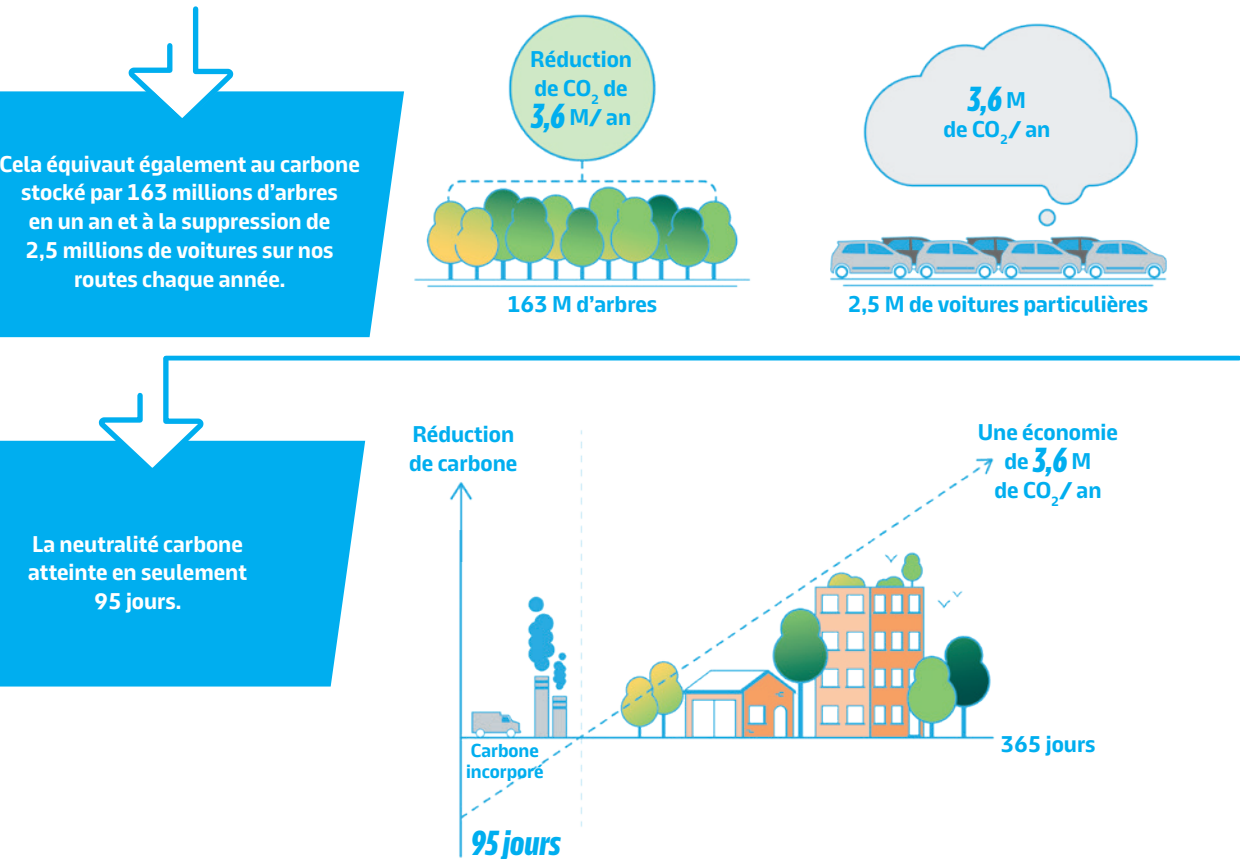 Cela équivaut également au carbone
stocké par 163 millions d'arbres
en un an et à la suppression de
2,5 millions de voitures sur nos
routes chaque année.
Réduction
de CO₂ de
3,6 M/ an
163 M d'arbres
3,6 M
de CO₂/ an
2,5 M de voitures particulières
La neutralité carbone
atteinte en seulement
95 jours.
Réduction
de carbone
Une économie
de 3,6 M
de CO₂/ an
Carbone
incorporé
365 jours
95 jours